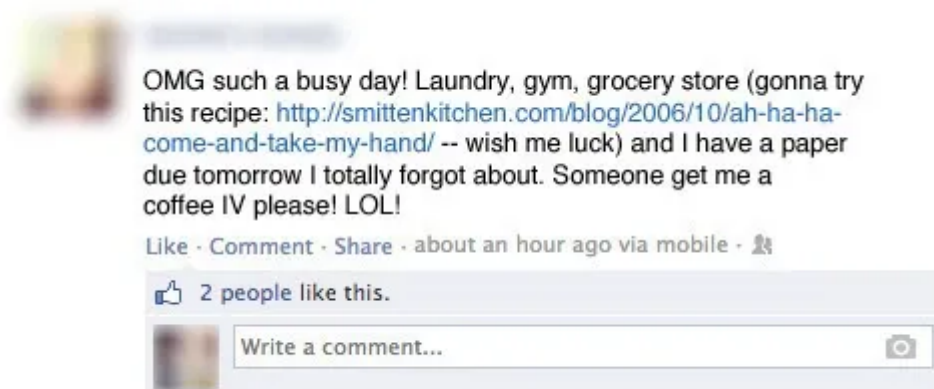 OMG such a busy day! Laundry, gym, grocery store (gonna try
this recipe: http://smittenkitchen.com/blog/2006/10/ah-ha-ha-
come-and-take-my-hand/ -- wish me luck) and I have a paper
due tomorrow I totally forgot about. Someone get me a
coffee IV please! LOL!
Like · Comment · Share · about an hour ago via mobile ·
2 people like this.
Write a comment...